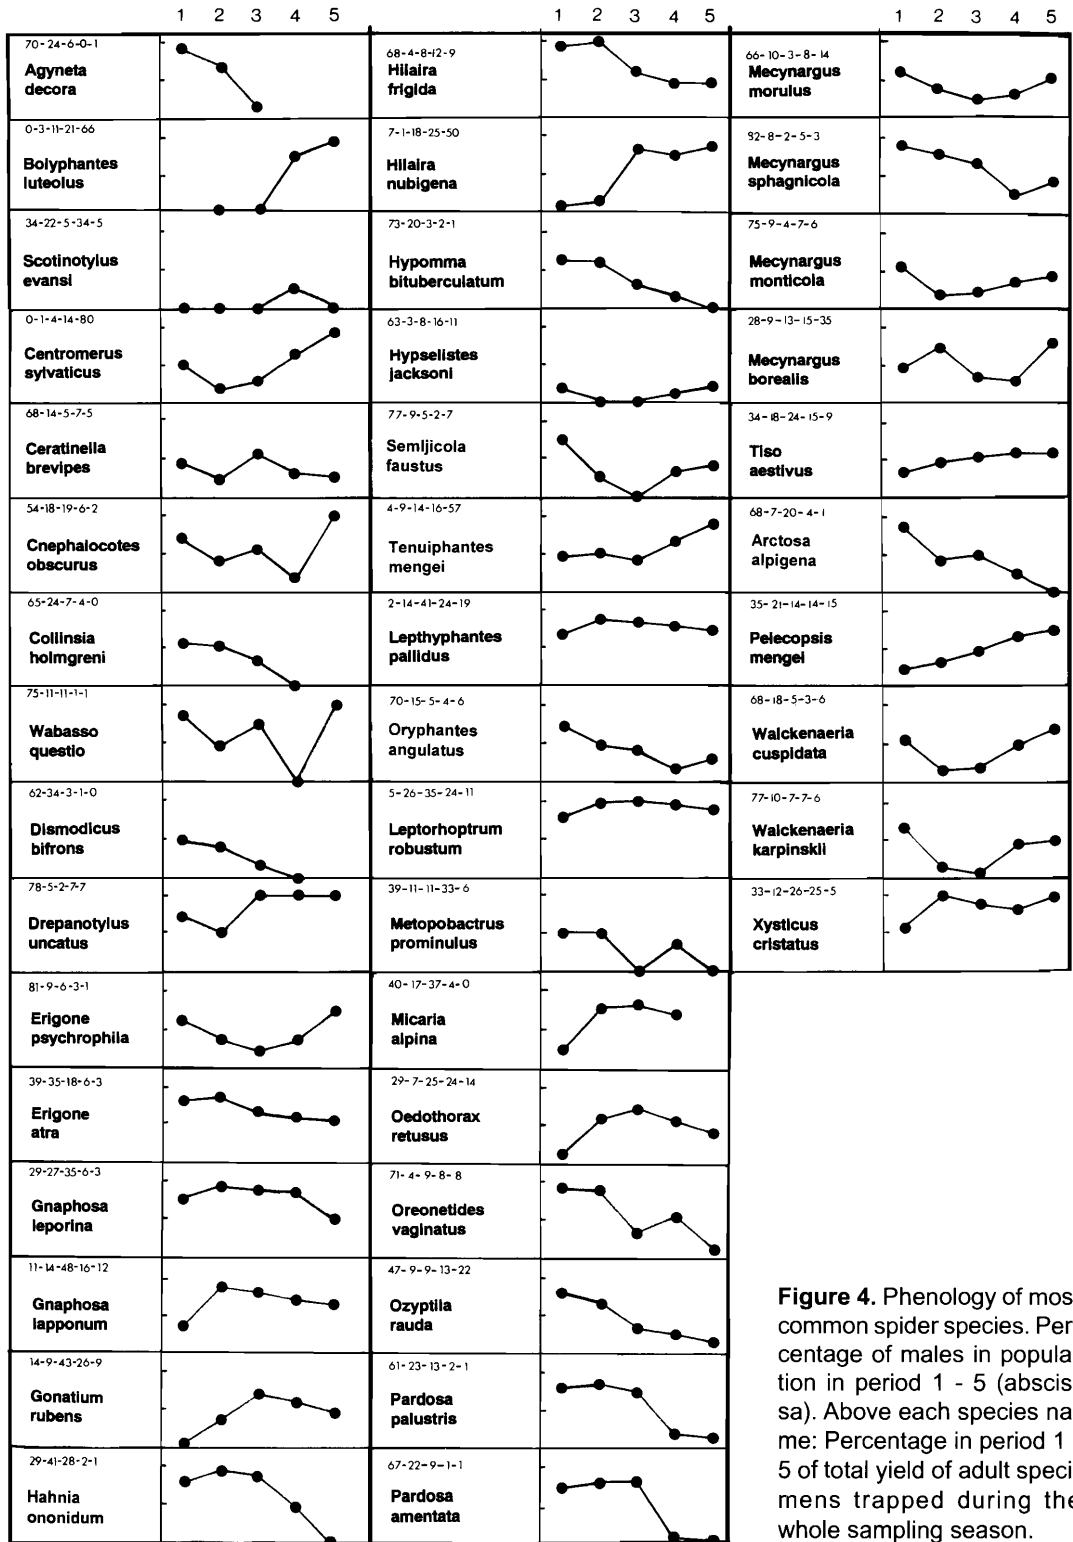 1 2 3 4 5
1 2 3 4 5
1 2 3 4 5
70-24-6-0-1
Agyneta
decora
0-3-11-21-66
Bolyphantes
luteolus
34-22-5-34-5
Scotinotylus
evansi
0-1-4-14-80
Centromerus
sylvaticus
68-14-5-7-5
Ceratinella
brevipes
54-18-19-6-2
Cnephalocotes
obscurus
65-24-7-4-0
Collinsia
holmgreni
75-11-11-1-1
Wabasso
questio
62-34-3-1-0
Dismodicus
bifrons
78-5-2-7-7
Drepanotylus
uncatus
81-9-6-3-1
Erigone
psychrophila
39-35-18-6-3
Erigone
atra
29-27-35-6-3
Gnaphosa
leporina
11-14-48-16-12
Gnaphosa
lapponum
14-9-43-26-9
Gonatium
rubens
29-41-28-2-1
Hahnia
ononidum
68-4-8-12-9
Hilaira
frigida
7-1-18-25-50
Hilaira
nubigena
73-20-3-2-1
Hypomma
bituberculatum
63-3-8-16-11
Hypselistes
jacksoni
77-9-5-2-7
Semljicola
faustus
4-9-14-16-57
Tenuiphantes
mengei
2-14-41-24-19
Lepthyphantes
pallidus
70-15-5-4-6
Oryphantes
angulatus
5-26-35-24-11
Leptorhoptrum
robustum
39-11-11-33-6
Metopobactrus
prominulus
40-17-37-4-0
Micaria
alpina
29-7-25-24-14
Oedothorax
retusus
71-4-9-8-8
Oreonetides
vaginatus
47-9-9-13-22
Ozyptila
rauda
61-23-13-2-1
Pardosa
palustris
67-22-9-1-1
Pardosa
amentata
66-10-3-8-14
Mecynargus
morulus
82-8-2-5-3
Mecynargus
sphagnicola
75-9-4-7-6
Mecynargus
monticola
28-9-13-15-35
Mecynargus
borealis
34-18-24-15-9
Tiso
aestivus
68-7-20-4-1
Arctosa
alpigena
35-21-14-14-15
Pelecopsis
mengei
68-18-5-3-6
Walckenaeria
cuspidata
77-10-7-7-6
Walckenaeria
karpinskii
33-12-26-25-5
Xysticus
cristatus
Figure 4. Phenology of mos
common spider species. Per
centage of males in popula
tion in period 1 - 5 (abscis
sa). Above each species na
me: Percentage in period 1
5 of total yield of adult speci
mens trapped during the
whole sampling season.